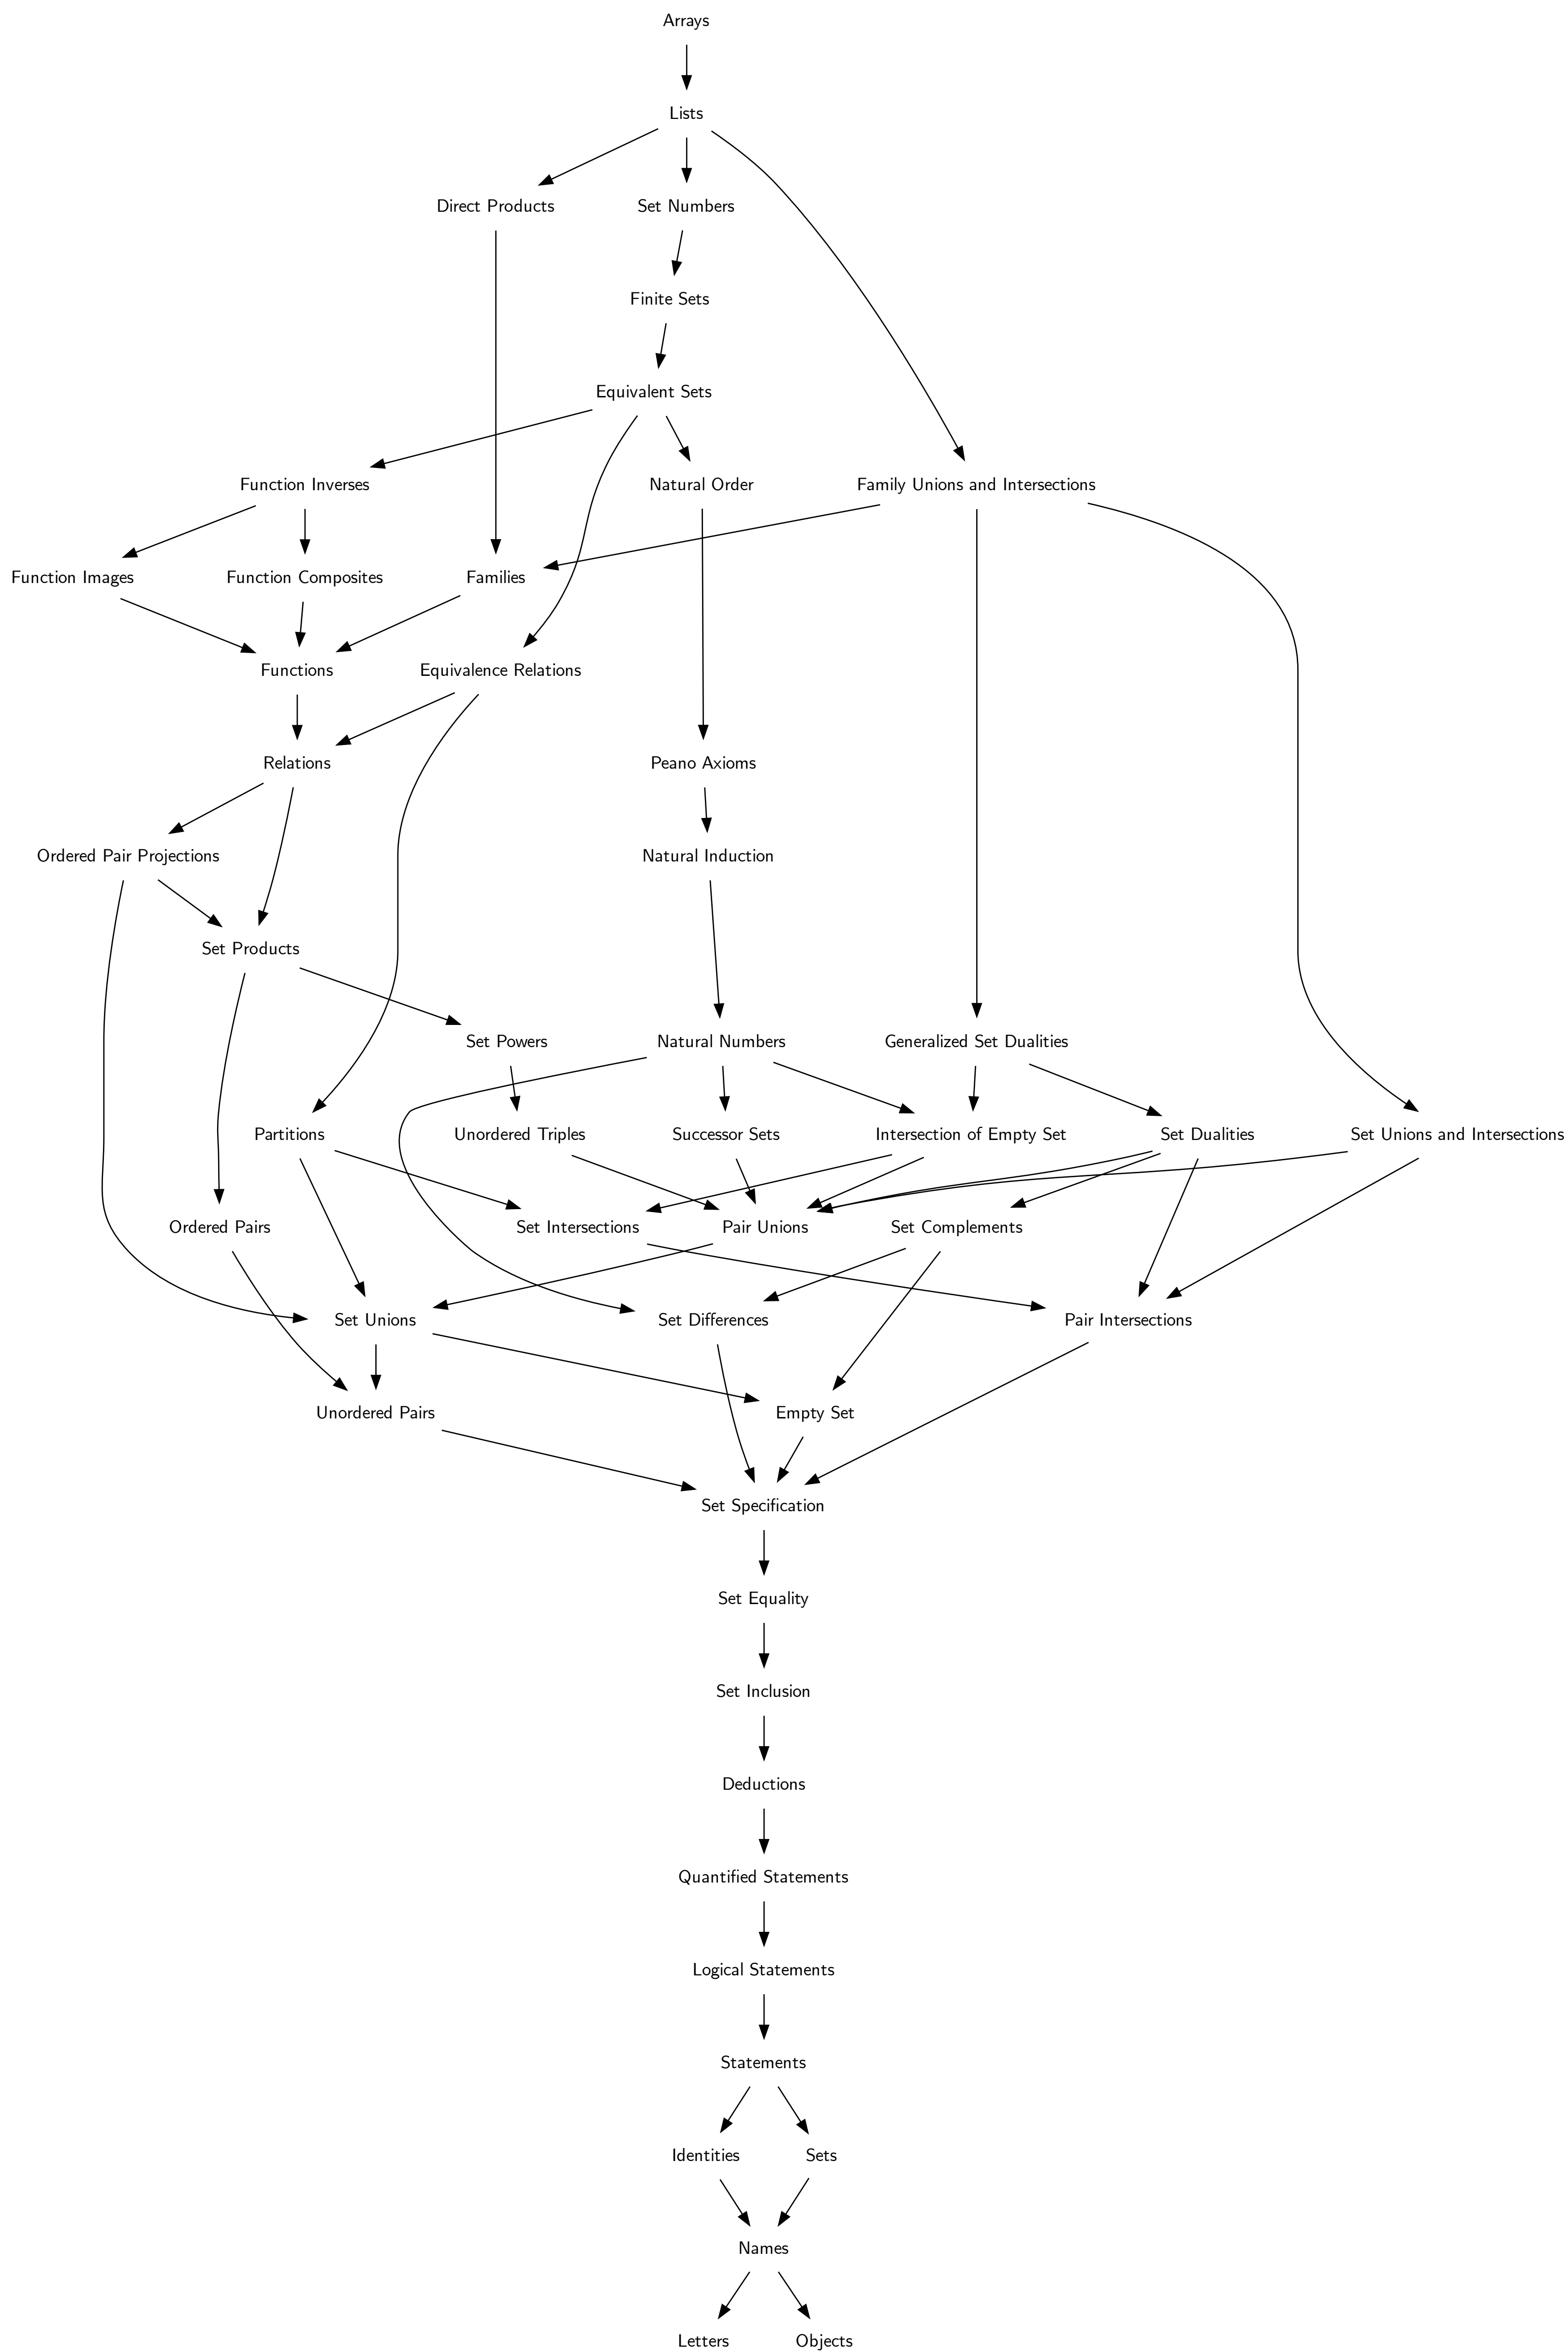 Arrays
Lists
Direct Products
Set Numbers
Finite Sets
Equivalent Sets
Function Inverses
Natural Order
Family Unions and Intersections
Function Images
Function Composites
Families
Functions
Equivalence Relations
Relations
Peano Axioms
Ordered Pair Projections
Natural Induction
Set Products
Set Powers
Natural Numbers
Generalized Set Dualities
Partitions
Unordered Triples
Successor Sets
Intersection of Empty Set
Set Dualities
Set Unions and Intersections
Ordered Pairs
Set Intersections
Pair Unions
Set Complements
Set Unions
Set Differences
Pair Intersections
Unordered Pairs
Empty Set
Set Specification
Set Equality
Set Inclusion
Deductions
Quantified Statements
Logical Statements
Statements
Identities
Sets
Names
Letters
Objects